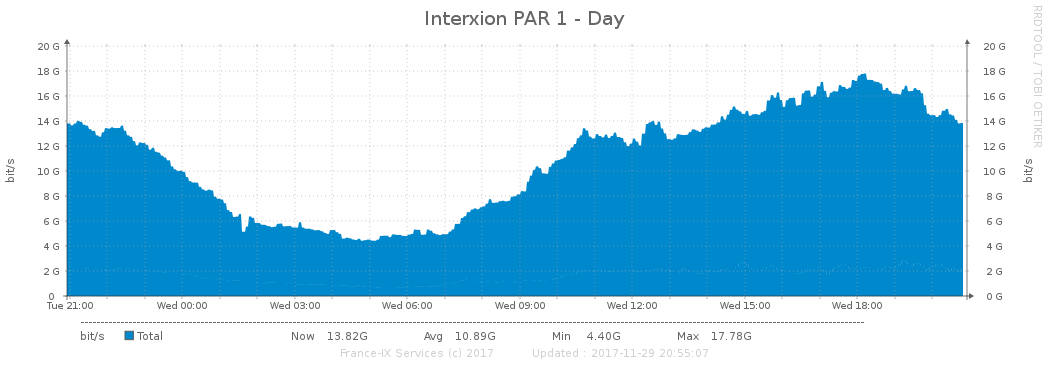 Interxion PAR 1 - Day
RRDTOOL / TOBI OETIKER
20 G 20 G
18 G 18 G
16 G 16 G
14 G 14 G
12 G 12 G
10 G 10 G
8 G 8 G
6 G 6 G
4 G 4 G
2 G 2 G
0 0 G
bit/s bit/s
Tue 21:00 Wed 00:00 Wed 03:00 Wed 06:00 Wed 09:00 Wed 12:00 Wed 15:00 Wed 18:00
bit/s Total Now 13.82G Avg 10.89G Min 4.40G Max 17.78G
France-IX Services (c) 2017 Updated : 2017-11-29 20:55:07